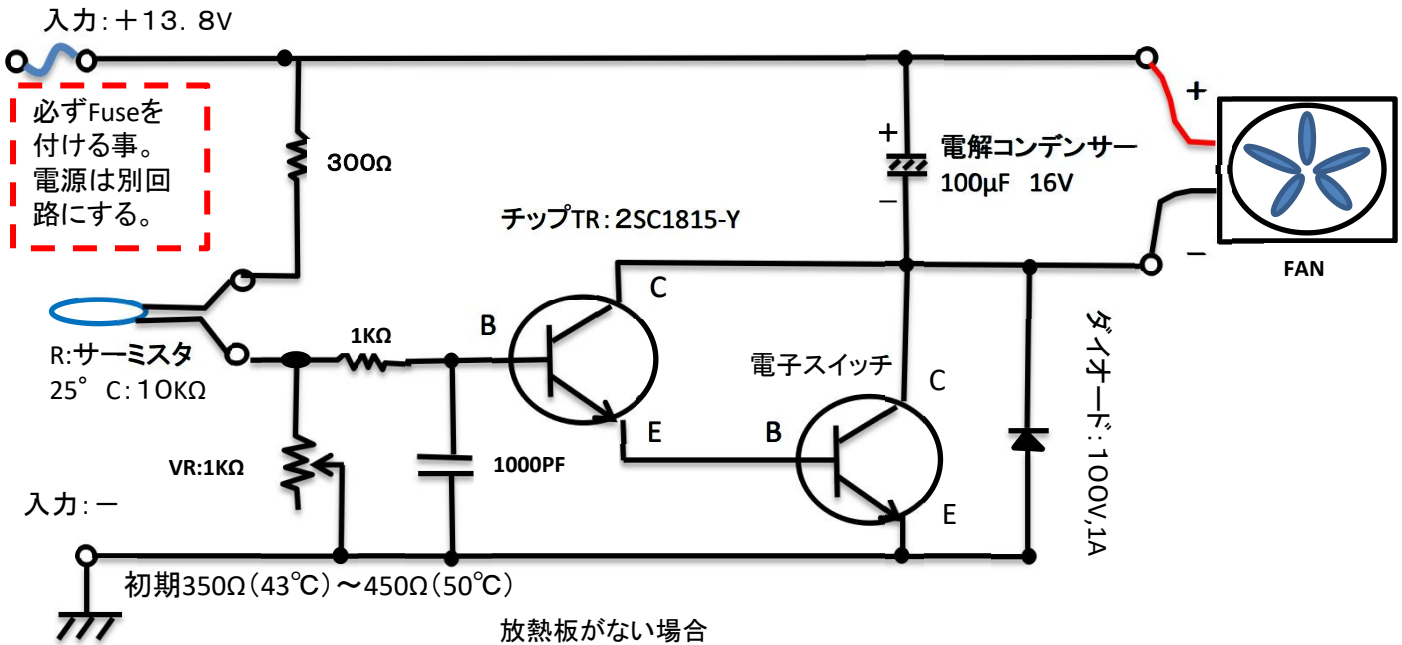 入力:＋１３．８V
必ずFuseを
付ける事。
電源は別回
路にする。
３００Ω
＋
－
電解コンデンサー
100μF　16V
＋
－
FAN
チップTR:２SC1815-Y
R:サーミスタ
25°C:１０KΩ
1KΩ
B
C
E
電子スイッチ
B
C
E
ダイオード:１００V,1A
VR:1KΩ
1000PF
入力:－
初期350Ω(43℃)～450Ω(50℃)
放熱板がない場合